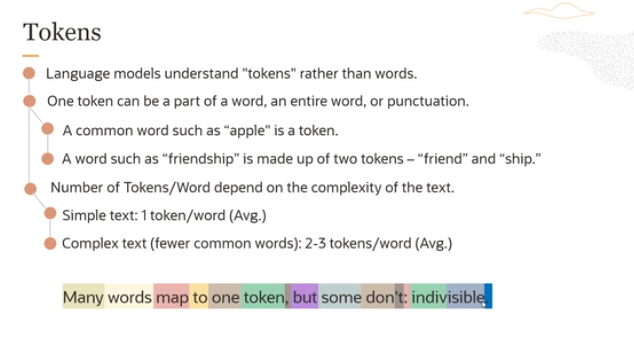 Tokens
Language models understand "tokens" rather than words.
One token can be a part of a word, an entire word, or punctuation.
A common word such as “apple” is a token.
A word such as “friendship” is made up of two tokens – “friend” and “ship.”
Number of Tokens/Word depend on the complexity of the text.
Simple text: 1 token/word (Avg.)
Complex text (fewer common words): 2-3 tokens/word (Avg.)
Many words map to one token, but some don't: indivisible.